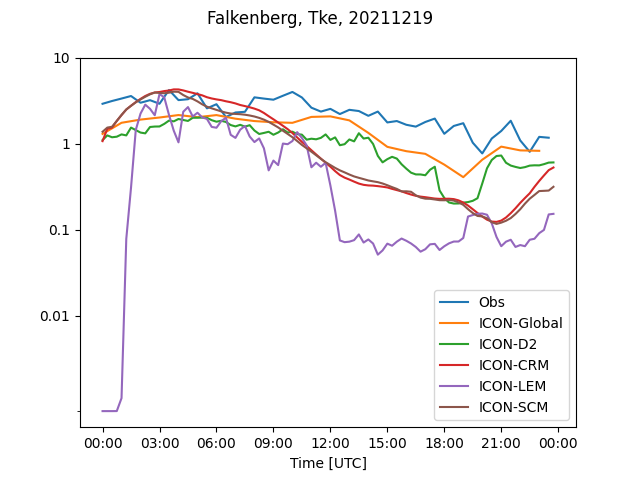 Falkenberg, Tke, 20211219
10
1
0.1
0.01
Obs
ICON-Global
ICON-D2
ICON-CRM
ICON-LEM
ICON-SCM
00:00 03:00 06:00 09:00 12:00 15:00 18:00 21:00 00:00
Time [UTC]